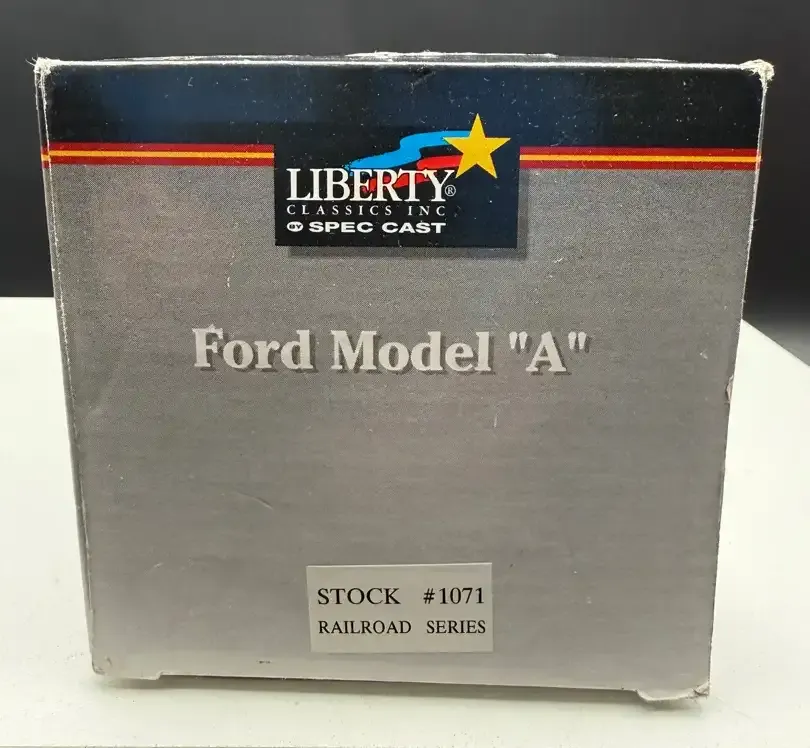 LIBERTY®
CLASSICS INC
BY SPEC CAST
Ford Model "A"
STOCK #1071
RAILROAD SERIES